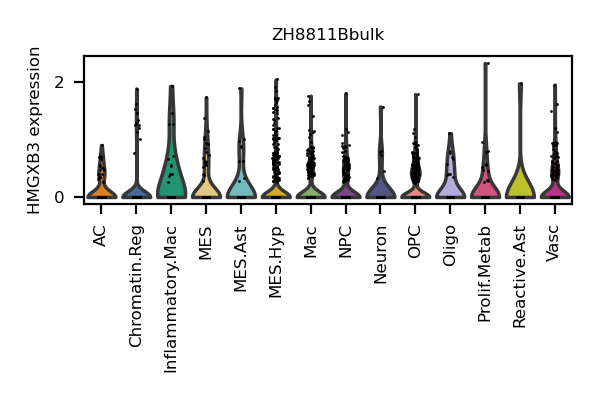 ZH8811Bbulk
HMGXB3 expression
2
0
AC
Chromatin.Reg
Inflammatory.Mac
MES
MES.Ast
MES.Hyp
Mac
NPC
Neuron
OPC
Oligo
Prolif.Metab
Reactive.Ast
Vasc